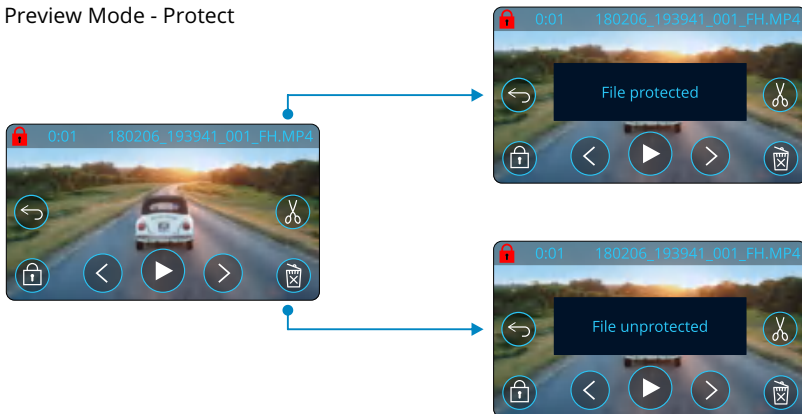 Preview Mode - Protect
0:01 180206_193941_001_FH.MP4
File protected
0:01 180206_193941_001_FH.MP4
0:01 180206_193941_001_FH.MP4
File unprotected